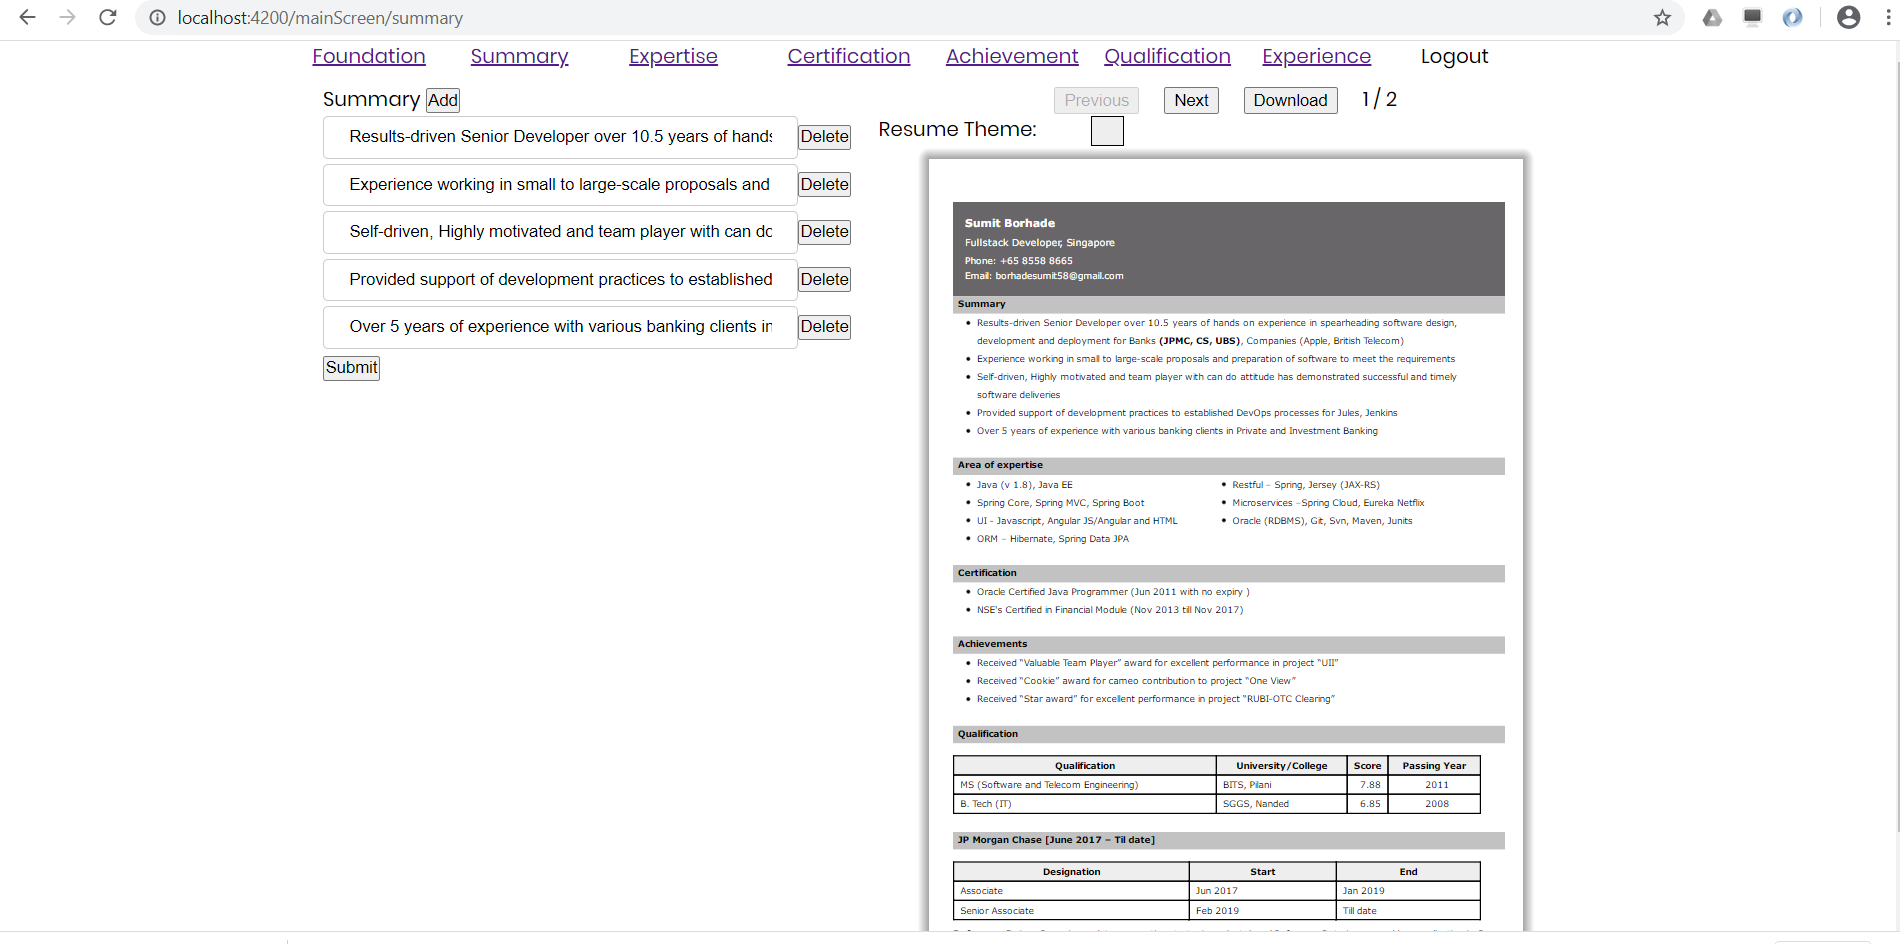 localhost:4200/mainScreen/summary
Foundation Summary Expertise Certification Achievement Qualification Experience Logout
Summary Add
Results-driven Senior Developer over 10.5 years of hands Delete
Experience working in small to large-scale proposals and Delete
Self-driven, Highly motivated and team player with can do Delete
Provided support of development practices to established Delete
Over 5 years of experience with various banking clients in Delete
Submit
Previous Next Download 1 / 2
Resume Theme:
Sumit Borhade
Fullstack Developer, Singapore
Phone: +65 8558 8665
Email: borhadesumit58@gmail.com
Summary
• Results-driven Senior Developer over 10.5 years of hands on experience in spearheading software design,
development and deployment for Banks (JPMC, CS, UBS), Companies (Apple, British Telecom)
• Experience working in small to large-scale proposals and preparation of software to meet the requirements
• Self-driven, Highly motivated and team player with can do attitude has demonstrated successful and timely
software deliveries
• Provided support of development practices to established DevOps processes for Jules, Jenkins
• Over 5 years of experience with various banking clients in Private and Investment Banking
Area of expertise
• Java (v 1.8), Java EE
• Spring Core, Spring MVC, Spring Boot
• UI - Javascript, Angular JS/Angular and HTML
• ORM – Hibernate, Spring Data JPA
• Restful – Spring, Jersey (JAX-RS)
• Microservices –Spring Cloud, Eureka Netflix
• Oracle (RDBMS), Git, Svn, Maven, Junits
Certification
• Oracle Certified Java Programmer (Jun 2011 with no expiry )
• NSE's Certified in Financial Module (Nov 2013 till Nov 2017)
Achievements
• Received “Valuable Team Player” award for excellent performance in project “UII”
• Received “Cookie” award for cameo contribution to project “One View”
• Received “Star award” for excellent performance in project “RUBI-OTC Clearing”
Qualification
Qualification University/College Score Passing Year
MS (Software and Telecom Engineering) BITS, Pilani 7.88 2011
B. Tech (IT) SGGS, Nanded 6.85 2008
JP Morgan Chase [June 2017 – Til date]
Designation Start End
Associate Jun 2017 Jan 2019
Senior Associate Feb 2019 Till date